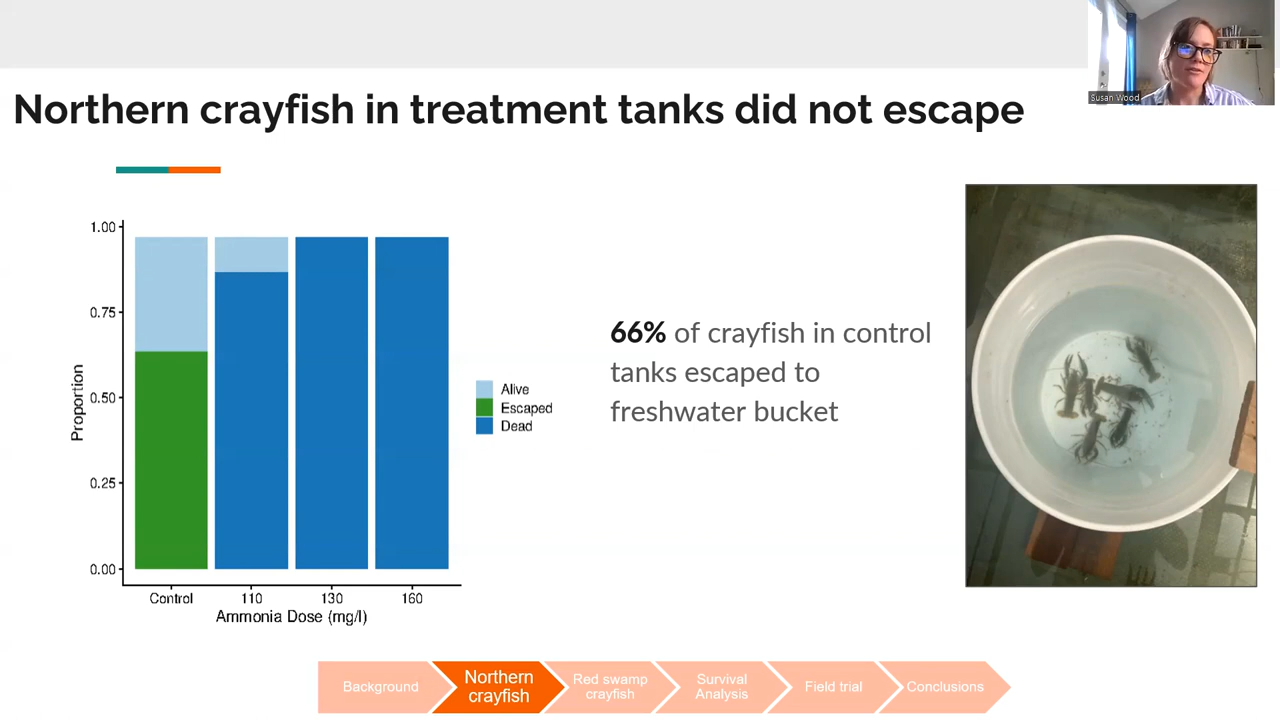 Susan Wood
Northern crayfish in treatment tanks did not escape
1.00
0.75
0.50
0.25
0.00
Proportion
Control
110
130
160
Ammonia Dose (mg/l)
Alive
Escaped
Dead
66% of crayfish in control
tanks escaped to
freshwater bucket
Background
Northern
crayfish
Red swamp
crayfish
Survival
Analysis
Field trial
Conclusions